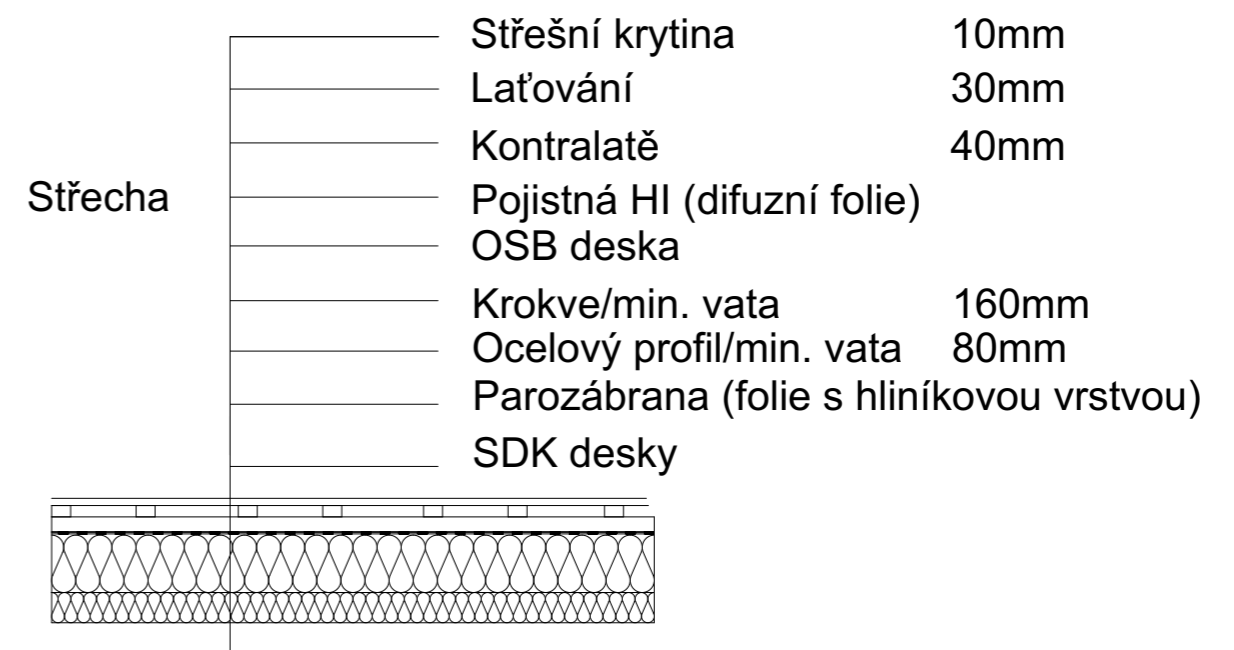 Střešní krytina 10mm
Laťování 30mm
Kontralatě 40mm
Střecha
Pojistná HI (difuzní folie)
OSB deska
Krokve/min. vata 160mm
Ocelový profil/min. vata 80mm
Parozábrana (folie s hliníkovou vrstvou)
SDK desky